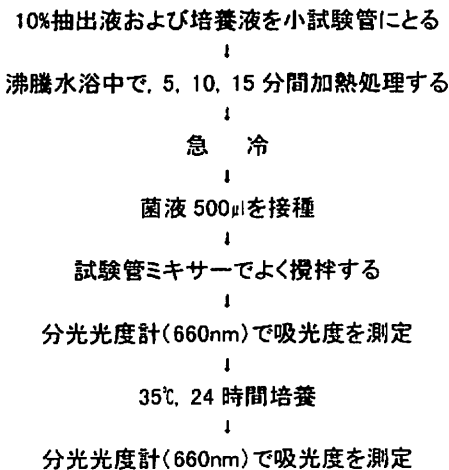 10%抽出液および培養液を小試験管にとる
↓
沸騰水浴中で, 5, 10, 15 分間加熱処理する
↓
急 冷
↓
菌液 500μlを接種
↓
試験管ミキサーでよく攪拌する
↓
分光光度計(660nm)で吸光度を測定
↓
35℃, 24 時間培養
↓
分光光度計(660nm)で吸光度を測定